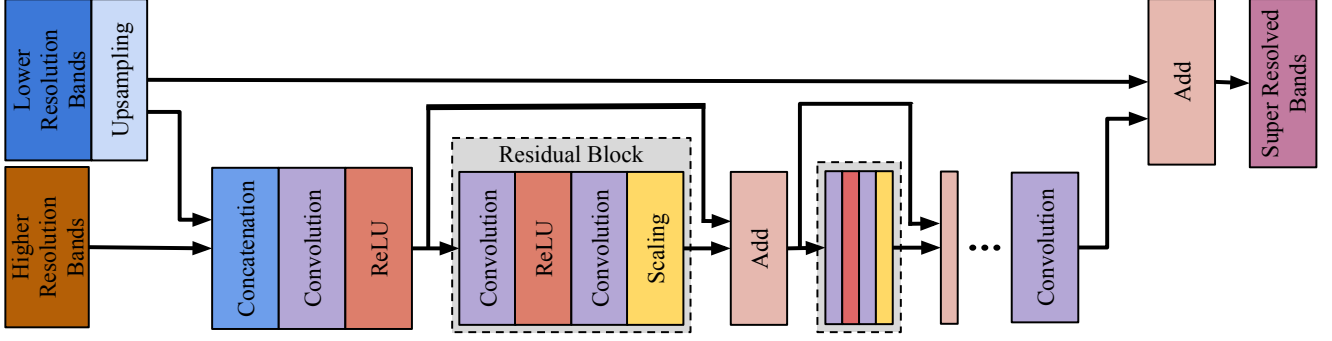 Lower
Resolution
Bands
Upsampling
Higher
Resolution
Bands
Concatenation
Convolution
ReLU
Residual Block
Convolution
ReLU
Convolution
Scaling
Add
Convolution
Add
Super Resolved
Bands